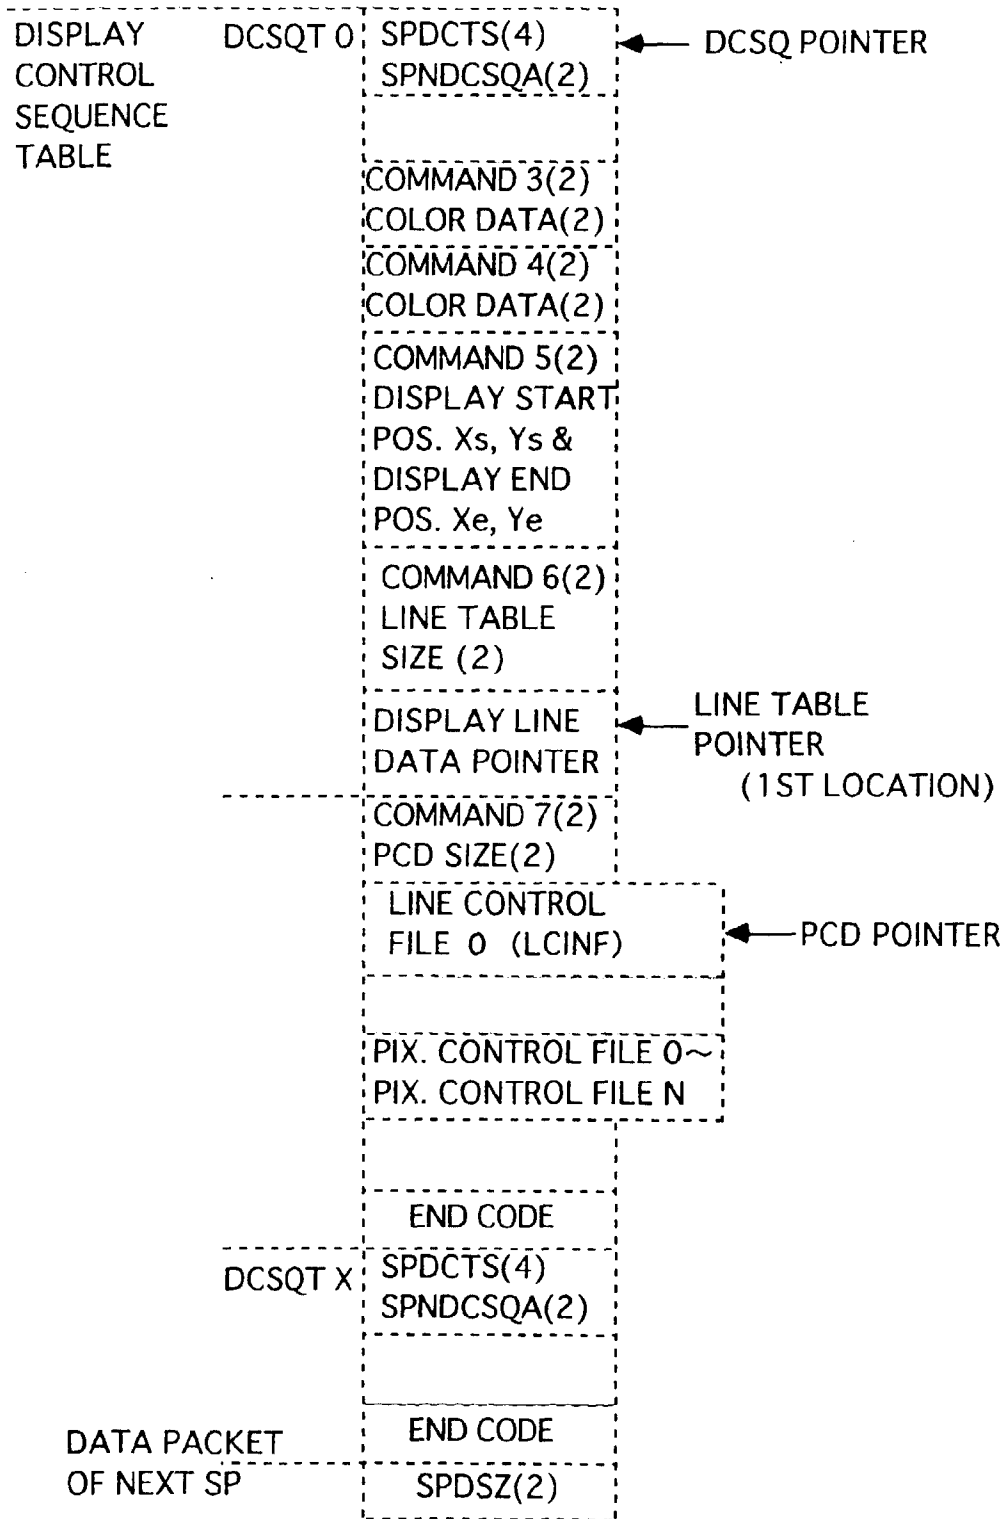 DISPLAY
CONTROL
SEQUENCE
TABLE
DCSQT 0
SPDCTS(4)
SPNDCSQA(2)
DCSQ POINTER
COMMAND 3(2)
COLOR DATA(2)
COMMAND 4(2)
COLOR DATA(2)
COMMAND 5(2)
DISPLAY START
POS. Xs, Ys &
DISPLAY END
POS. Xe, Ye
COMMAND 6(2)
LINE TABLE
SIZE (2)
DISPLAY LINE
DATA POINTER
LINE TABLE
POINTER
(1ST LOCATION)
COMMAND 7(2)
PCD SIZE(2)
LINE CONTROL
FILE 0 (LCINF)
PCD POINTER
PIX. CONTROL FILE 0~
PIX. CONTROL FILE N
END CODE
DCSQT X
SPDCTS(4)
SPNDCSQA(2)
END CODE
DATA PACKET
OF NEXT SP
SPDSZ(2)